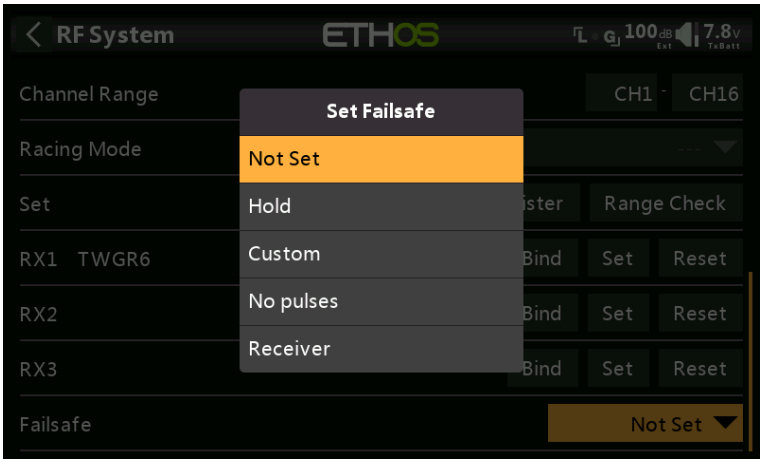 RF System ETHOS L G 100 dB Ext 7.8V TxBatt
Channel Range CH1 - CH16
Set Failsafe
Racing Mode ---
Not Set
Set ister Range Check
Hold
RX1 TWGR6 Bind Set Reset
Custom
RX2 Bind Set Reset
No pulses
Receiver
RX3 Bind Set Reset
Failsafe Not Set